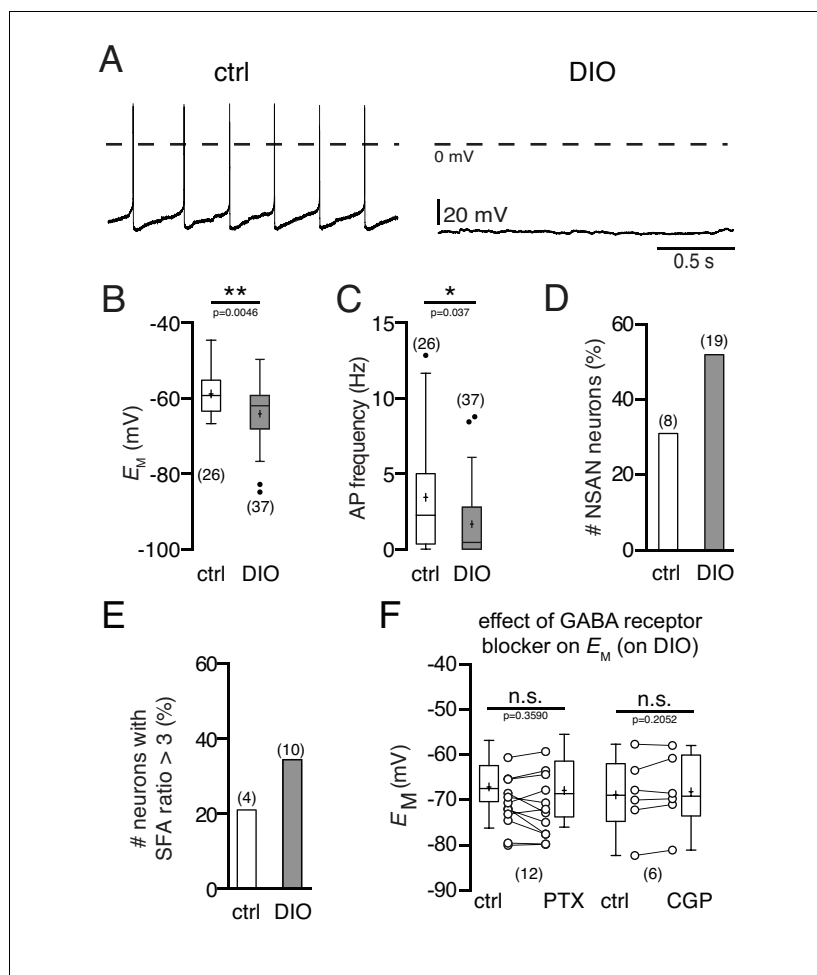 A
ctrl
DIO
0 mV
20 mV
0.5 s
B
**
p=0.0046
-40
-60
-80
-100
E_M (mV)
(26)
(37)
ctrl
DIO
C
*
p=0.037
15
10
5
0
AP frequency (Hz)
(26)
(37)
ctrl
DIO
D
60
40
20
0
# NSAN neurons (%)
(8)
(19)
ctrl
DIO
E
60
40
20
0
# neurons with
SFA ratio > 3 (%)
(4)
(10)
ctrl
DIO
F
effect of GABA receptor
blocker on E_M (on DIO)
-40
-50
-60
-70
-80
-90
E_M (mV)
n.s.
p=0.3590
n.s.
p=0.2052
(12)
(6)
ctrl
PTX
ctrl
CGP